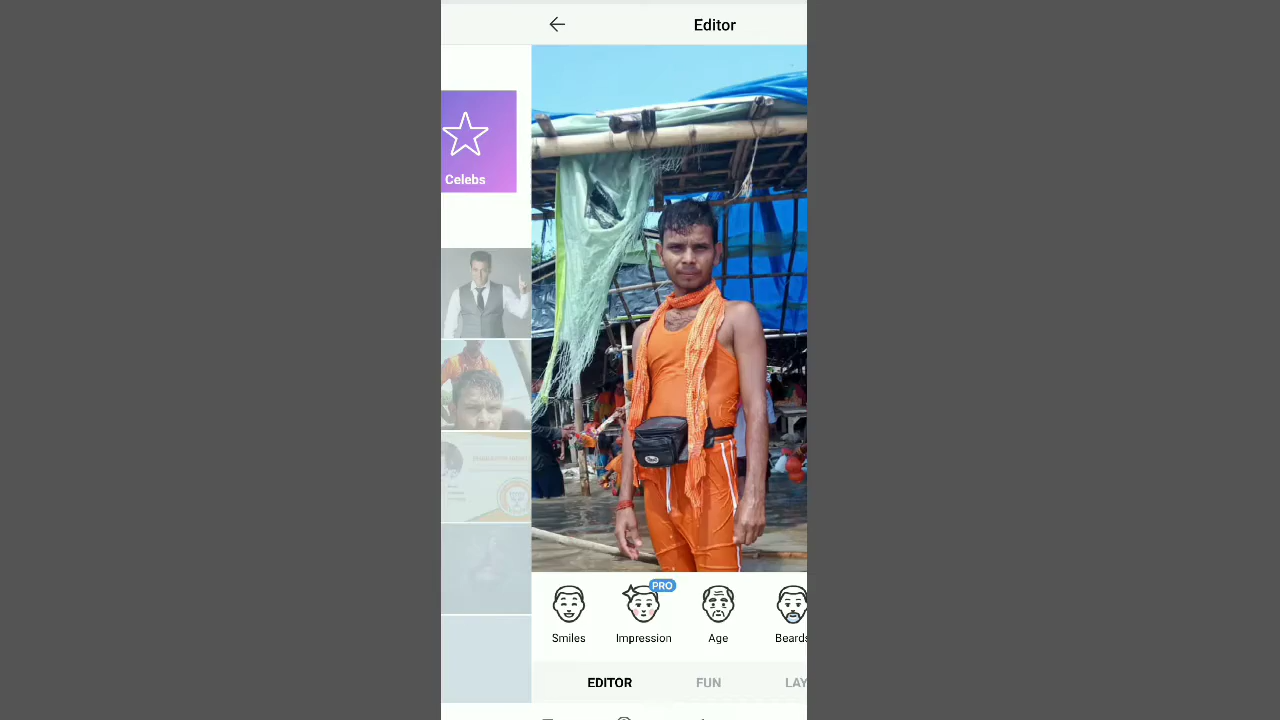 Editor
Celebs
PRO
Smiles
Impression
Age
Beards
EDITOR
FUN
LAY